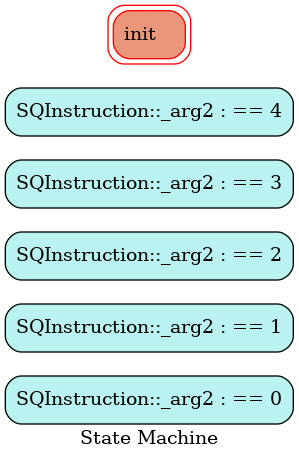 init
SQInstruction::_arg2 : == 4
SQInstruction::_arg2 : == 3
SQInstruction::_arg2 : == 2
SQInstruction::_arg2 : == 1
SQInstruction::_arg2 : == 0
State Machine